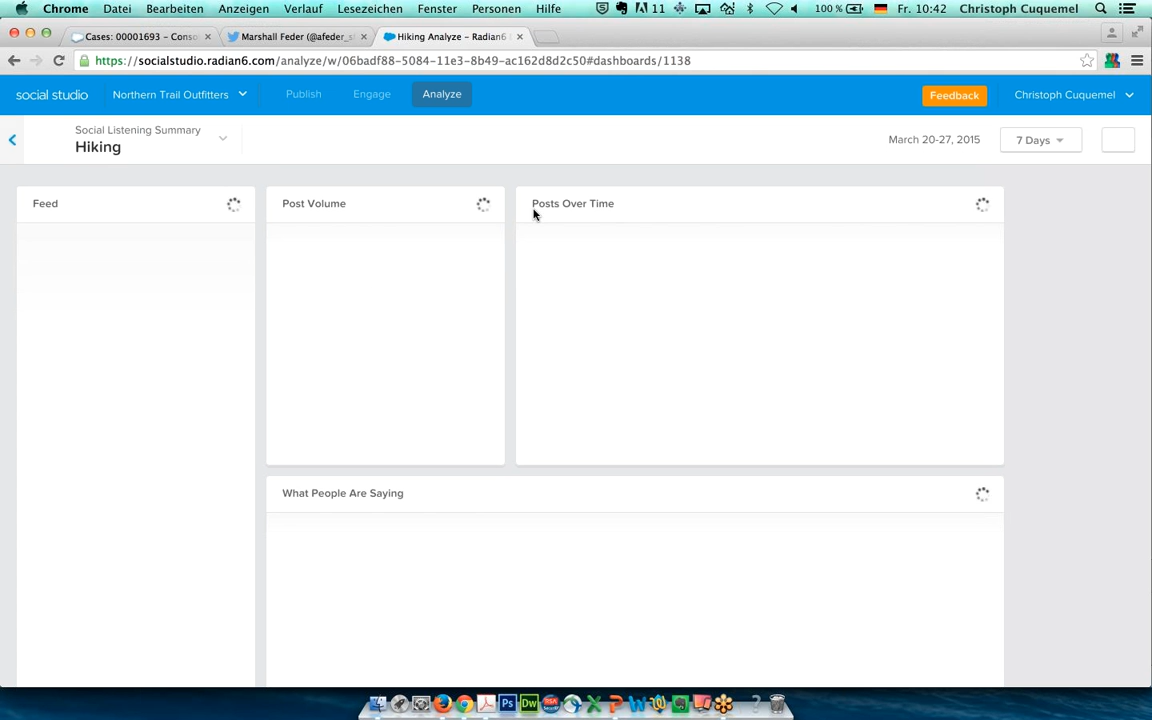 Chrome Datei Bearbeiten Anzeigen Verlauf Lesezeichen Fenster Personen Hilfe 11 100 % Fr. 10:42 Christoph Cuquemel
Cases: 00001693 – Conso × Marshall Feder (@afeder_s × Hiking Analyze – Radian6 ×
https://socialstudio.radian6.com/analyze/w/06badf88-5084-11e3-8b49-ac162d8d2c50#dashboards/1138
social studio Northern Trail Outfitters Publish Engage Analyze Feedback Christoph Cuquemel
Social Listening Summary
Hiking
March 20-27, 2015 7 Days
Feed Post Volume Posts Over Time
What People Are Saying
Ps Dw